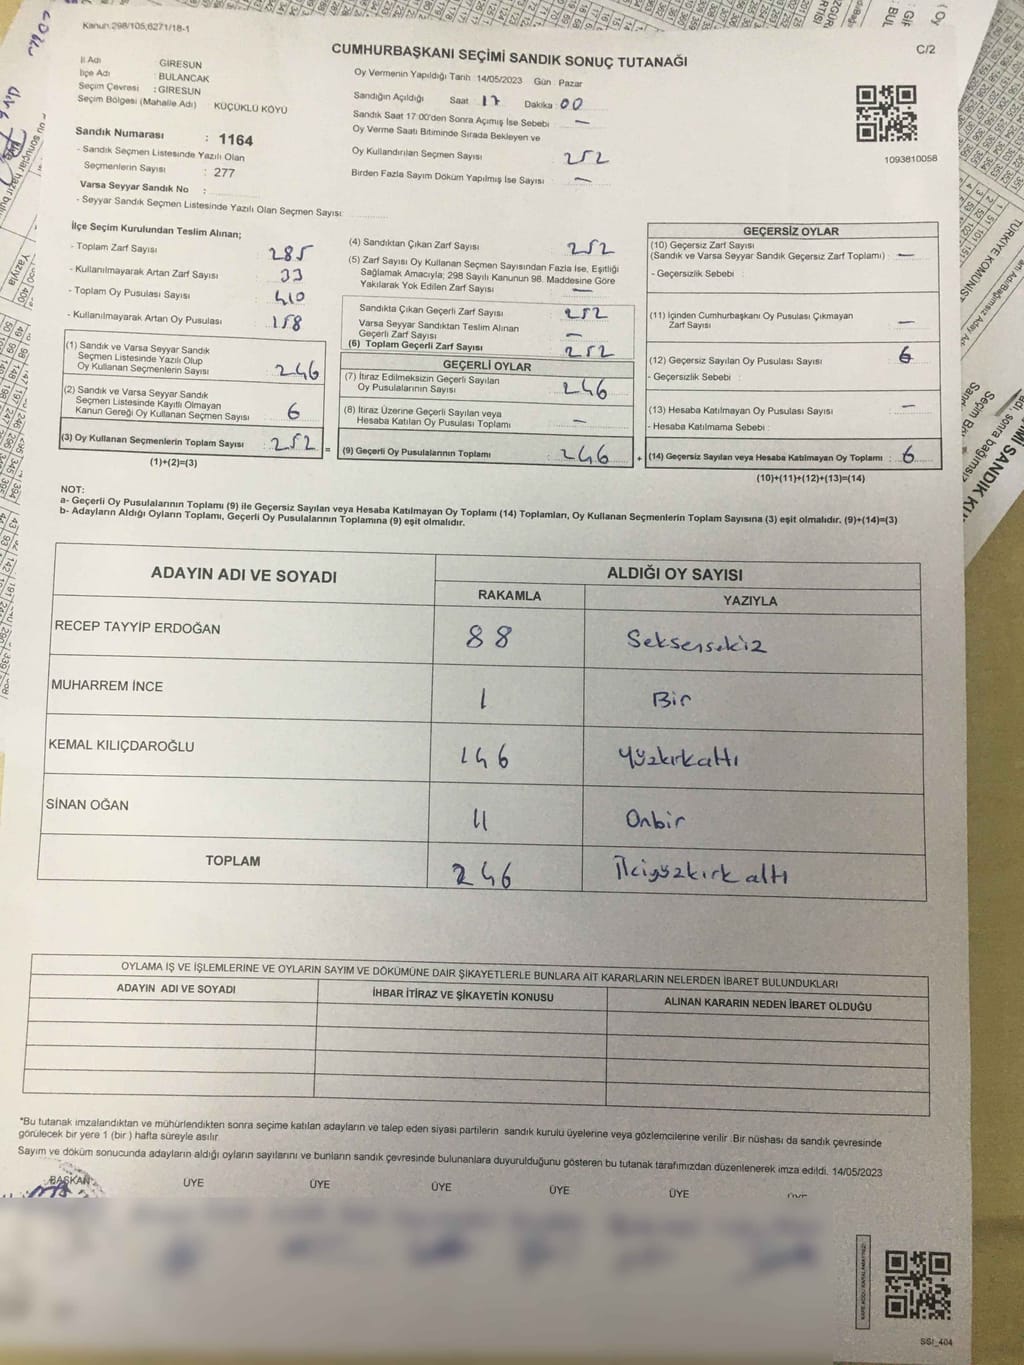 Kanun:298/105,6271/18-1
C/2
CUMHURBAŞKANI SEÇİMİ SANDIK SONUÇ TUTANAĞI
İl Adı GİRESUN
İlçe Adı : BULANCAK
Seçim Çevresi : GİRESUN
Seçim Bölgesi (Mahalle Adı) KÜÇÜKLÜ KÖYÜ
Sandık Numarası : 1164
- Sandık Seçmen Listesinde Yazılı Olan
Seçmenlerin Sayısı : 277
Varsa Seyyar Sandık No :
- Seyyar Sandık Seçmen Listesinde Yazılı Olan Seçmen Sayısı:
Oy Vermenin Yapıldığı Tarih : 14/05/2023 Gün : Pazar
Sandığın Açıldığı Saat 17 Dakika : 00
Sandık Saat 17:00'den Sonra Açımış İse Sebebi : —
Oy Verme Saati Bitiminde Sırada Bekleyen ve
Oy Kullandırılan Seçmen Sayısı 252
Birden Fazla Sayım Döküm Yapılmış İse Sayısı : —
1093810058
İlçe Seçim Kurulundan Teslim Alınan;
- Toplam Zarf Sayısı : 285
- Kullanılmayarak Artan Zarf Sayısı : 33
- Toplam Oy Pusulası Sayısı : 410
- Kullanılmayarak Artan Oy Pusulası : 158
(1) Sandık ve Varsa Seyyar Sandık
Seçmen Listesinde Yazılı Olup
Oy Kullanan Seçmenlerin Sayısı : 246
(2) Sandık ve Varsa Seyyar Sandık
Seçmen Listesinde Kayıtlı Olmayan
Kanun Gereği Oy Kullanan Seçmen Sayısı : 6
(3) Oy Kullanan Seçmenlerin Toplam Sayısı : 252 =
(1)+(2)=(3)
(4) Sandıktan Çıkan Zarf Sayısı : 252
(5) Zarf Sayısı Oy Kullanan Seçmen Sayısından Fazla İse, Eşitliği
Sağlamak Amacıyla; 298 Sayılı Kanunun 98. Maddesine Göre
Yakılarak Yok Edilen Zarf Sayısı : —
Sandıkta Çıkan Geçerli Zarf Sayısı : 252
Varsa Seyyar Sandıktan Teslim Alınan
Geçerli Zarf Sayısı : —
(6) Toplam Geçerli Zarf Sayısı : 252
GEÇERLİ OYLAR
(7) İtiraz Edilmeksizin Geçerli Sayılan
Oy Pusulalarının Sayısı : 246
(8) İtiraz Üzerine Geçerli Sayılan veya
Hesaba Katılan Oy Pusulası Toplamı : —
(9) Geçerli Oy Pusulalarının Toplamı : 246 +
GEÇERSİZ OYLAR
(10) Geçersiz Zarf Sayısı
(Sandık ve Varsa Seyyar Sandık Geçersiz Zarf Toplamı) : —
- Geçersizlik Sebebi :
(11) İçinden Cumhurbaşkanı Oy Pusulası Çıkmayan
Zarf Sayısı : —
(12) Geçersiz Sayılan Oy Pusulası Sayısı : 6
- Geçersizlik Sebebi :
(13) Hesaba Katılmayan Oy Pusulası Sayısı : —
- Hesaba Katılmama Sebebi :
(14) Geçersiz Sayılan veya Hesaba Katılmayan Oy Toplamı : 6
(10)+(11)+(12)+(13)=(14)
NOT:
a- Geçerli Oy Pusulalarının Toplamı (9) ile Geçersiz Sayılan veya Hesaba Katılmayan Oy Toplamı (14) Toplamları, Oy Kullanan Seçmenlerin Toplam Sayısına (3) eşit olmalıdır. (9)+(14)=(3)
b- Adayların Aldığı Oyların Toplamı, Geçerli Oy Pusulalarının Toplamına (9) eşit olmalıdır.
ADAYIN ADI VE SOYADI ALDIĞI OY SAYISI
RAKAMLA YAZIYLA
RECEP TAYYİP ERDOĞAN 88 Seksensekiz
MUHARREM İNCE 1 Bir
KEMAL KILIÇDAROĞLU 146 Yüzkırkaltı
SİNAN OĞAN 11 Onbir
TOPLAM 246 İkiyüzkırk altı
OYLAMA İŞ VE İŞLEMLERİNE VE OYLARIN SAYIM VE DÖKÜMÜNE DAİR ŞİKAYETLERLE BUNLARA AİT KARARLARIN NELERDEN İBARET BULUNDUKLARI
ADAYIN ADI VE SOYADI İHBAR İTİRAZ VE ŞİKAYETİN KONUSU ALINAN KARARIN NEDEN İBARET OLDUĞU
*Bu tutanak imzalandıktan ve mühürlendikten sonra seçime katılan adayların ve talep eden siyasi partilerin sandık kurulu üyelerine veya gözlemcilerine verilir. Bir nüshası da sandık çevresinde
görülecek bir yere 1 (bir ) hafta süreyle asılır.
Sayım ve döküm sonucunda adayların aldığı oyların sayılarını ve bunların sandık çevresinde bulunanlara duyurulduğunu gösteren bu tutanak tarafımızdan düzenlenerek imza edildi. 14/05/2023
BAŞKAN ÜYE ÜYE ÜYE ÜYE ÜYE
SSI_404